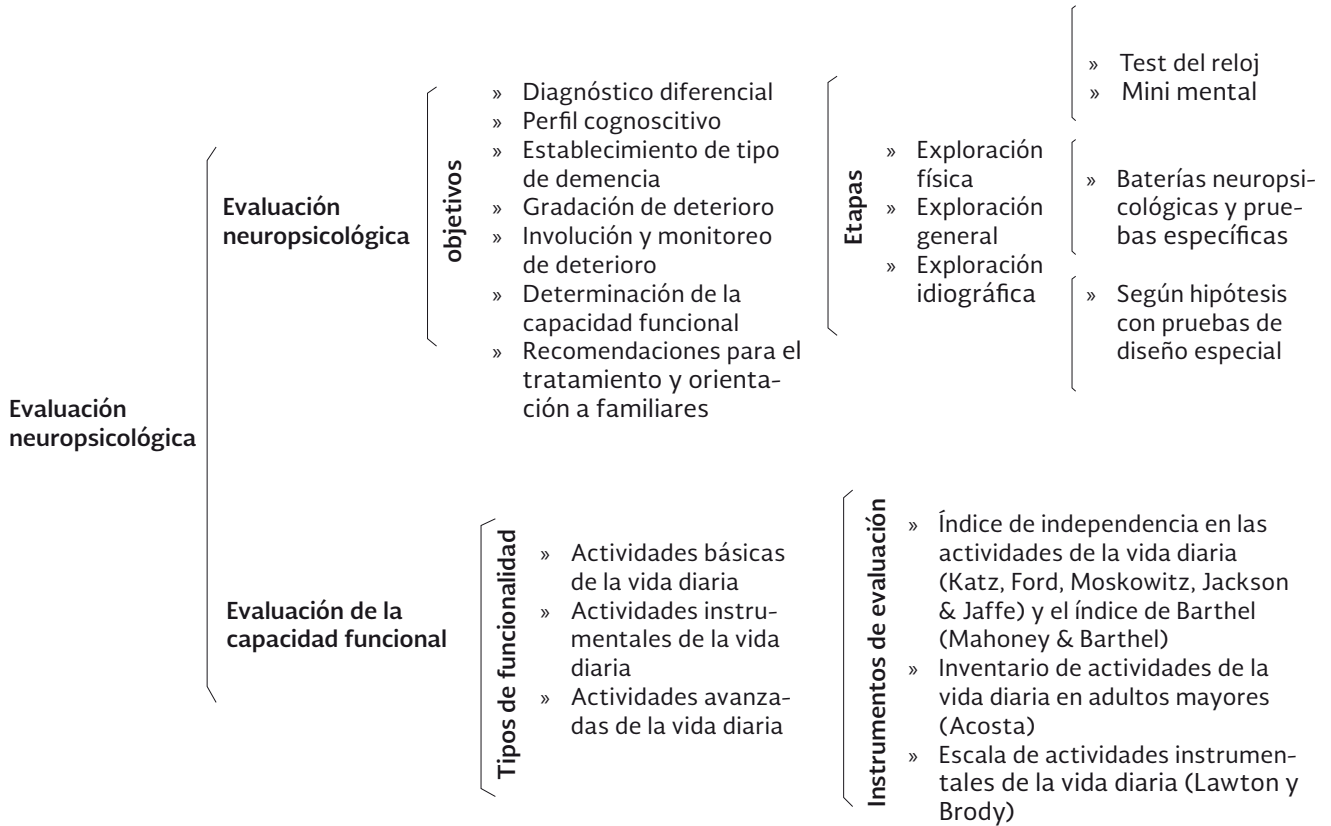 Evaluación
neuropsicológica
Evaluación
neuropsicológica
objetivos
» Diagnóstico diferencial
» Perfil cognoscitivo
» Establecimiento de tipo
de demencia
» Gradación de deterioro
» Involución y monitoreo
de deterioro
» Determinación de la
capacidad funcional
» Recomendaciones para el
tratamiento y orienta-
ción a familiares
Etapas
» Exploración
física
» Exploración
general
» Exploración
idiográfica
» Test del reloj
» Mini mental
» Baterías neuropsi-
cológicas y prue-
bas específicas
» Según hipótesis
con pruebas de
diseño especial
Evaluación de la
capacidad funcional
Tipos de funcionalidad
» Actividades básicas
de la vida diaria
» Actividades instru-
mentales de la vida
diaria
» Actividades avanza-
das de la vida diaria
Instrumentos de evaluación
» Índice de independencia en las
actividades de la vida diaria
(Katz, Ford, Moskowitz, Jackson
& Jaffe) y el índice de Barthel
(Mahoney & Barthel)
» Inventario de actividades de la
vida diaria en adultos mayores
(Acosta)
» Escala de actividades instrumen-
tales de la vida diaria (Lawton y
Brody)